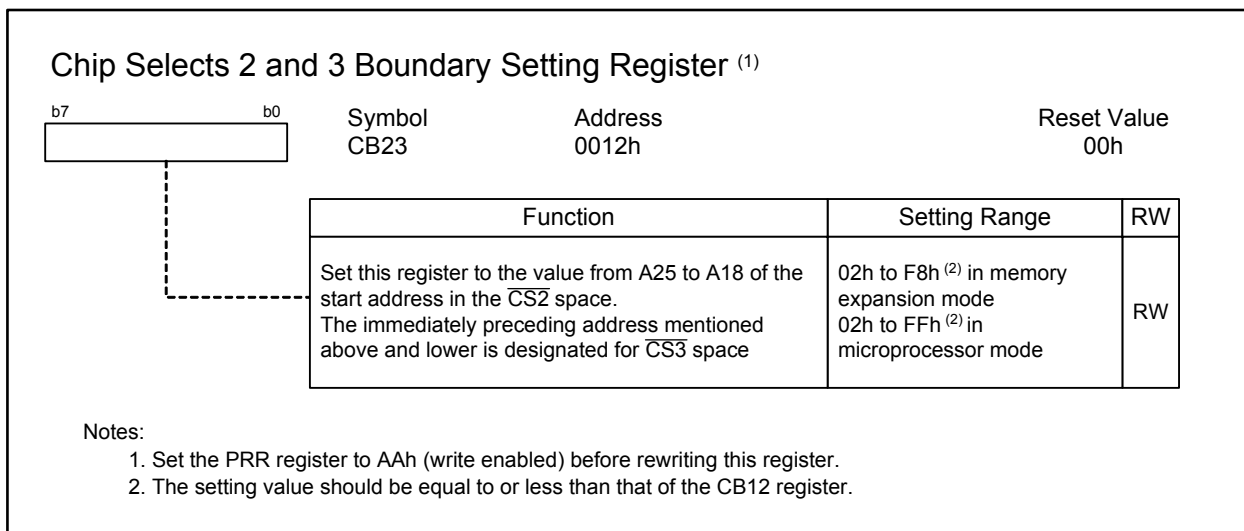 Chip Selects 2 and 3 Boundary Setting Register (1)
b7 b0
Symbol Address Reset Value
CB23 0012h 00h
Function Setting Range RW
Set this register to the value from A25 to A18 of the 02h to F8h (2) in memory
start address in the CS2 space. expansion mode
The immediately preceding address mentioned 02h to FFh (2) in RW
above and lower is designated for CS3 space microprocessor mode
Notes:
1. Set the PRR register to AAh (write enabled) before rewriting this register.
2. The setting value should be equal to or less than that of the CB12 register.